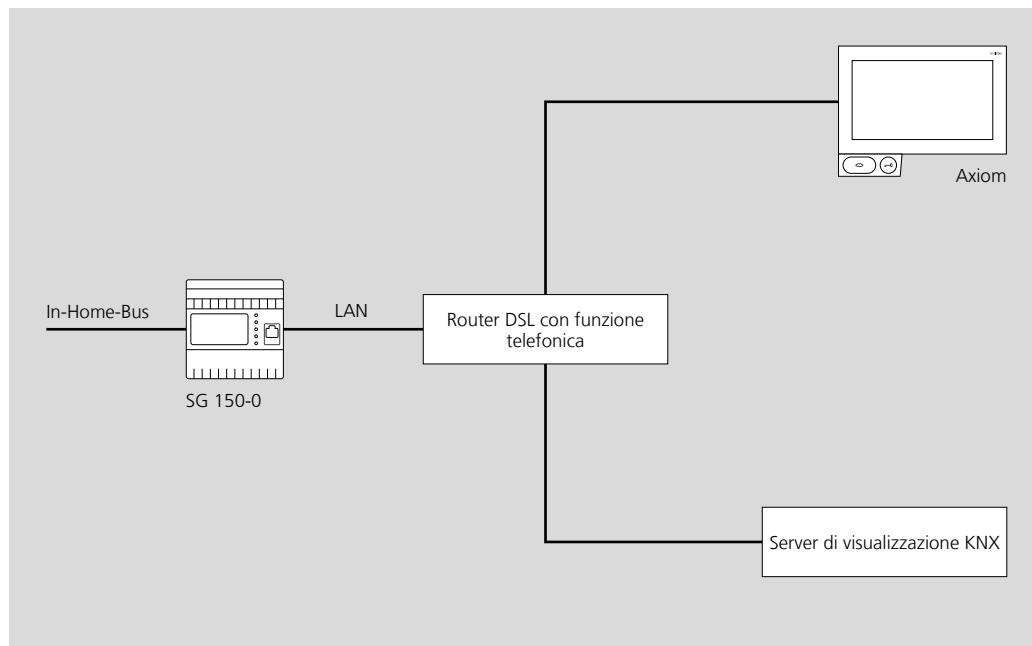 Axiom
In-Home-Bus
LAN
Router DSL con funzione
telefonica
SG 150-0
Server di visualizzazione KNX